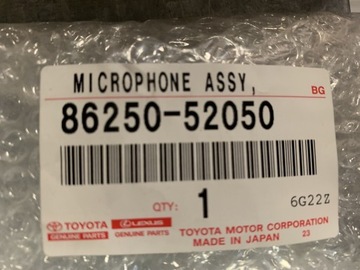 MICROPHONE ASSY,
BG
86250-52050
QTY: 1
6G22Z
TOYOTA LEXUS TOYOTA MOTOR CORPORATION
GENUINE PARTS GENUINE PARTS MADE IN JAPAN 23